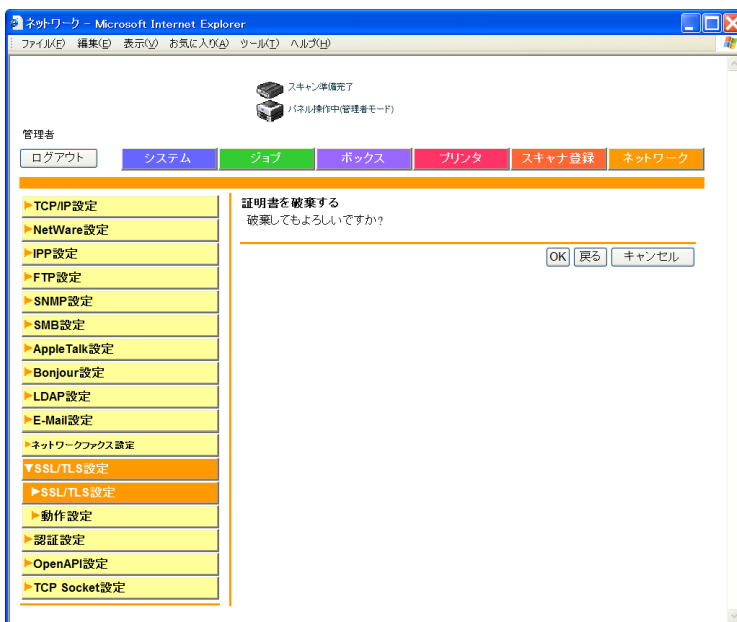 ネットワーク - Microsoft Internet Explorer
ファイル(F) 編集(E) 表示(V) お気に入り(A) ツール(T) ヘルプ(H)
スキャン準備完了
パネル操作中(管理者モード)
管理者
ログアウト システム ジョブ ボックス プリンタ スキャナ登録 ネットワーク
TCP/IP設定
NetWare設定
IPP設定
FTP設定
SNMP設定
SMB設定
AppleTalk設定
Bonjour設定
LDAP設定
E-Mail設定
ネットワークファクス設定
SSL/TLS設定
SSL/TLS設定
動作設定
認証設定
OpenAPI設定
TCP Socket設定
証明書を破棄する
破棄してもよろしいですか?
OK 戻る キャンセル